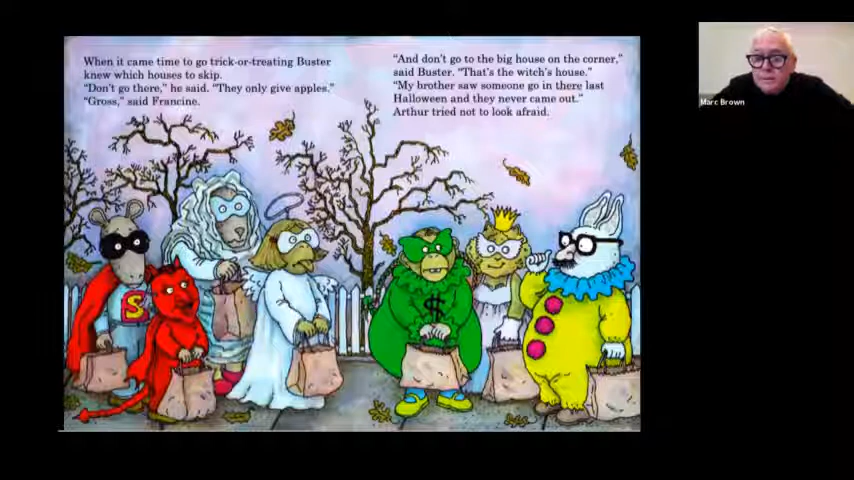 When it came time to go trick-or-treating Buster
knew which houses to skip.
"Don't go there," he said. "They only give apples."
"Gross," said Francine.
"And don't go to the big house on the corner,"
said Buster. "That's the witch's house."
"My brother saw someone go in there last
Halloween and they never came out."
Arthur tried not to look afraid.
S
$
Marc Brown